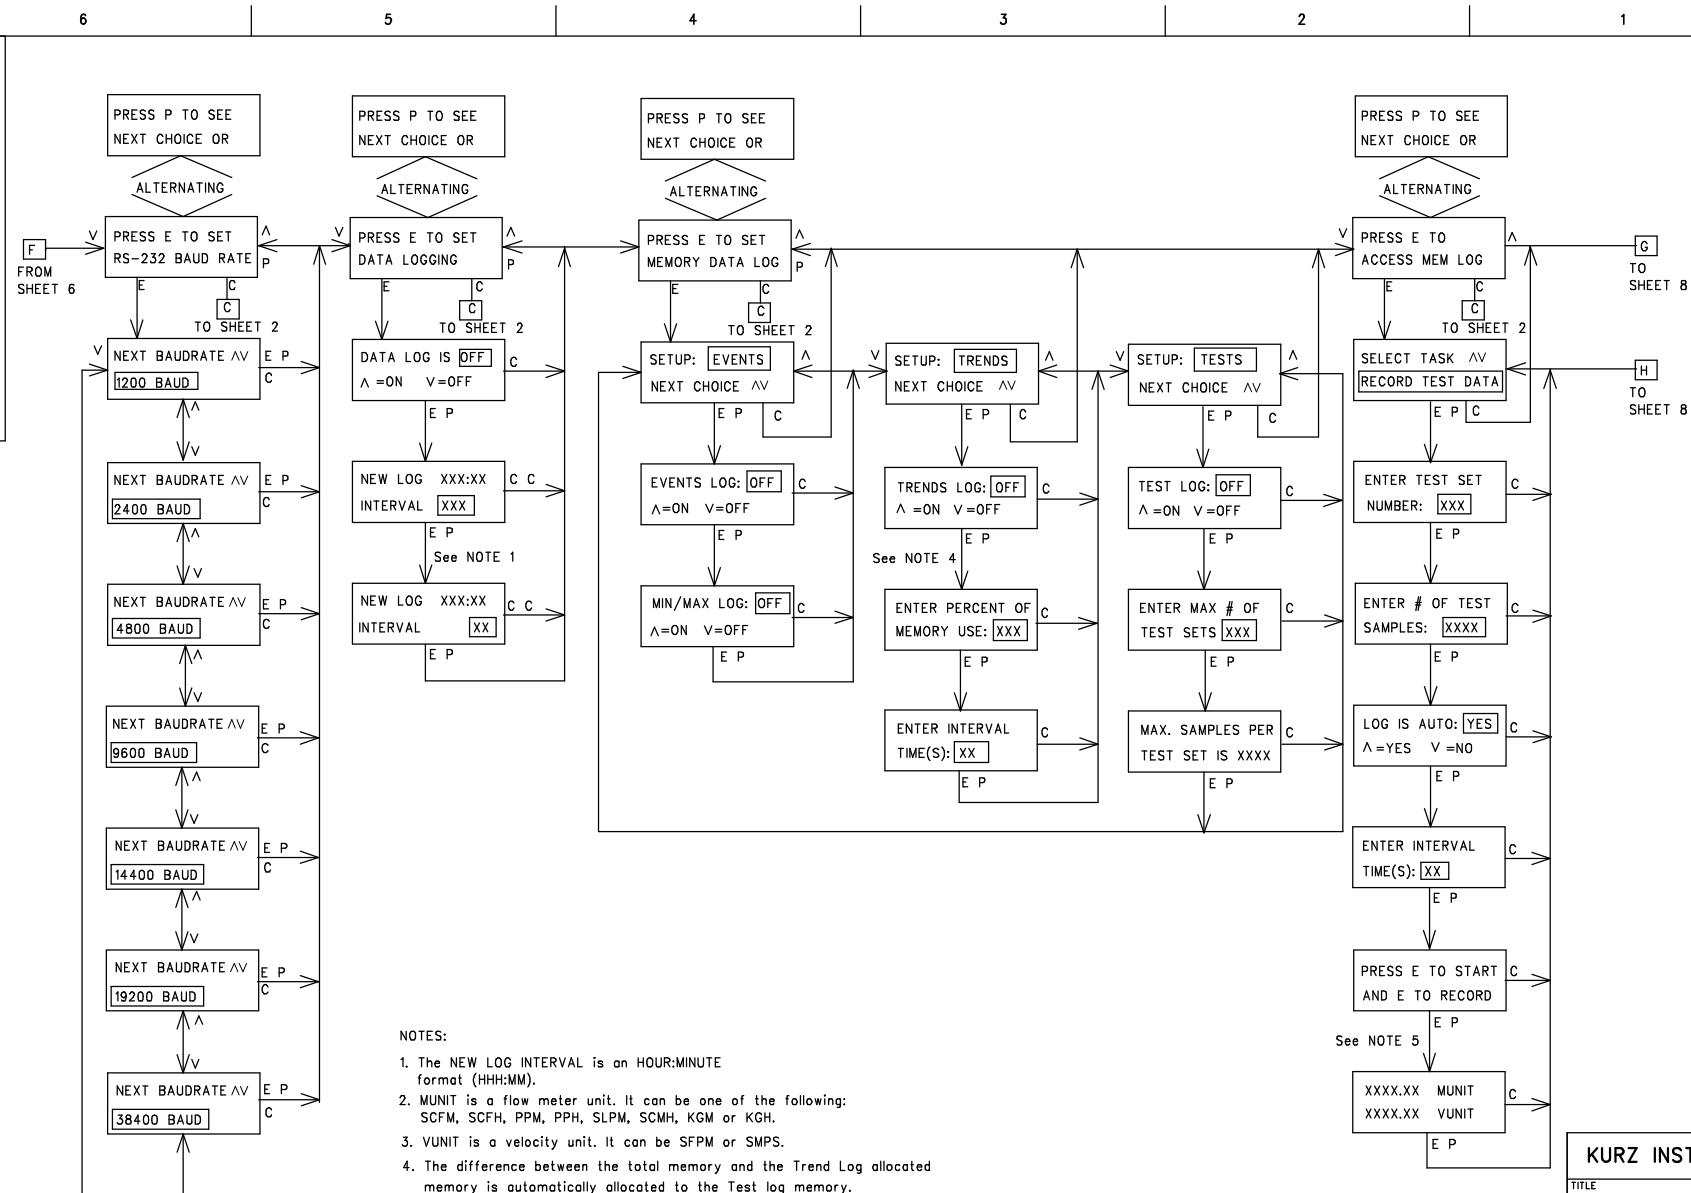 6 5 4 3 2 1
F
FROM
SHEET 6
PRESS P TO SEE
NEXT CHOICE OR
ALTERNATING
V
PRESS E TO SET
RS-232 BAUD RATE
Λ
P
E
C
C
TO SHEET 2
V
NEXT BAUDRATE ΛV
1200 BAUD
E P
C
Λ
V
NEXT BAUDRATE ΛV
2400 BAUD
E P
C
Λ
V
NEXT BAUDRATE ΛV
4800 BAUD
E P
C
Λ
V
NEXT BAUDRATE ΛV
9600 BAUD
E P
C
Λ
V
NEXT BAUDRATE ΛV
14400 BAUD
E P
C
Λ
V
NEXT BAUDRATE ΛV
19200 BAUD
E P
C
Λ
V
NEXT BAUDRATE ΛV
38400 BAUD
E P
C
PRESS P TO SEE
NEXT CHOICE OR
ALTERNATING
V
PRESS E TO SET
DATA LOGGING
Λ
P
E
C
C
TO SHEET 2
DATA LOG IS OFF
Λ =ON V=OFF
C
E P
NEW LOG XXX:XX
INTERVAL XXX
C C
E P
See NOTE 1
NEW LOG XXX:XX
INTERVAL XX
C C
E P
PRESS P TO SEE
NEXT CHOICE OR
ALTERNATING
PRESS E TO SET
MEMORY DATA LOG
Λ
P
E
C
C
TO SHEET 2
SETUP: EVENTS
NEXT CHOICE ΛV
Λ
E P
C
EVENTS LOG: OFF
Λ=ON V=OFF
C
E P
MIN/MAX LOG: OFF
Λ=ON V=OFF
C
E P
V
SETUP: TRENDS
NEXT CHOICE ΛV
Λ
E P
C
TRENDS LOG: OFF
Λ =ON V=OFF
C
E P
See NOTE 4
ENTER PERCENT OF
MEMORY USE: XXX
C
E P
ENTER INTERVAL
TIME(S): XX
C
E P
V
SETUP: TESTS
NEXT CHOICE ΛV
Λ
E P
C
TEST LOG: OFF
Λ =ON V=OFF
C
E P
ENTER MAX # OF
TEST SETS XXX
C
E P
MAX. SAMPLES PER
TEST SET IS XXXX
C
E P
PRESS P TO SEE
NEXT CHOICE OR
ALTERNATING
V
PRESS E TO
ACCESS MEM LOG
Λ
E
C
C
TO SHEET 2
G
TO
SHEET 8
SELECT TASK ΛV
RECORD TEST DATA
H
TO
SHEET 8
E P
C
ENTER TEST SET
NUMBER: XXX
C
E P
ENTER # OF TEST
SAMPLES: XXXX
C
E P
LOG IS AUTO: YES
Λ =YES V =NO
C
E P
ENTER INTERVAL
TIME(S): XX
C
E P
PRESS E TO START
AND E TO RECORD
C
E P
See NOTE 5
XXXX.XX MUNIT
XXXX.XX VUNIT
C
E P
NOTES:
1. The NEW LOG INTERVAL is an HOUR:MINUTE
format (HHH:MM).
2. MUNIT is a flow meter unit. It can be one of the following:
SCFM, SCFH, PPM, PPH, SLPM, SCMH, KGM or KGH.
3. VUNIT is a velocity unit. It can be SFPM or SMPS.
4. The difference between the total memory and the Trend Log allocated
memory is automatically allocated to the Test log memory.
KURZ INST
TITLE